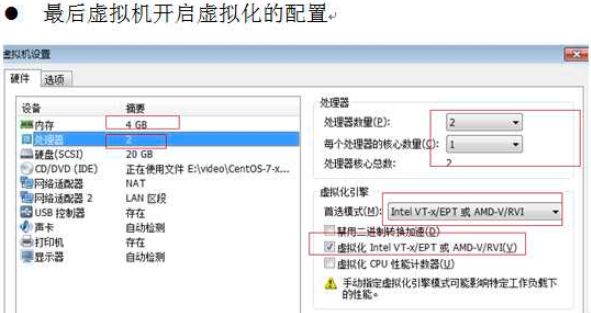 ● 最后虚拟机开启虚拟化的配置
虚拟机设置
硬件 选项
设备 摘要
内存 4 GB
处理器 2
硬盘(SCSI) 20 GB
CD/DVD (IDE) 正在使用文件 E:\video\CentOS-7-x...
网络适配器 NAT
网络适配器 2 LAN 区段
USB 控制器 存在
声卡 自动检测
打印机 存在
显示器 自动检测
处理器
处理器数量(P): 2
每个处理器的核心数量(C): 1
处理器核心总数: 2
虚拟化引擎
首选模式(M): Intel VT-x/EPT 或 AMD-V/RVI
禁用二进制转换加速(D)
虚拟化 Intel VT-x/EPT 或 AMD-V/RVI(V)
虚拟化 CPU 性能计数器(U)
手动指定虚拟化引擎模式可能影响特定工作负载下
的性能。